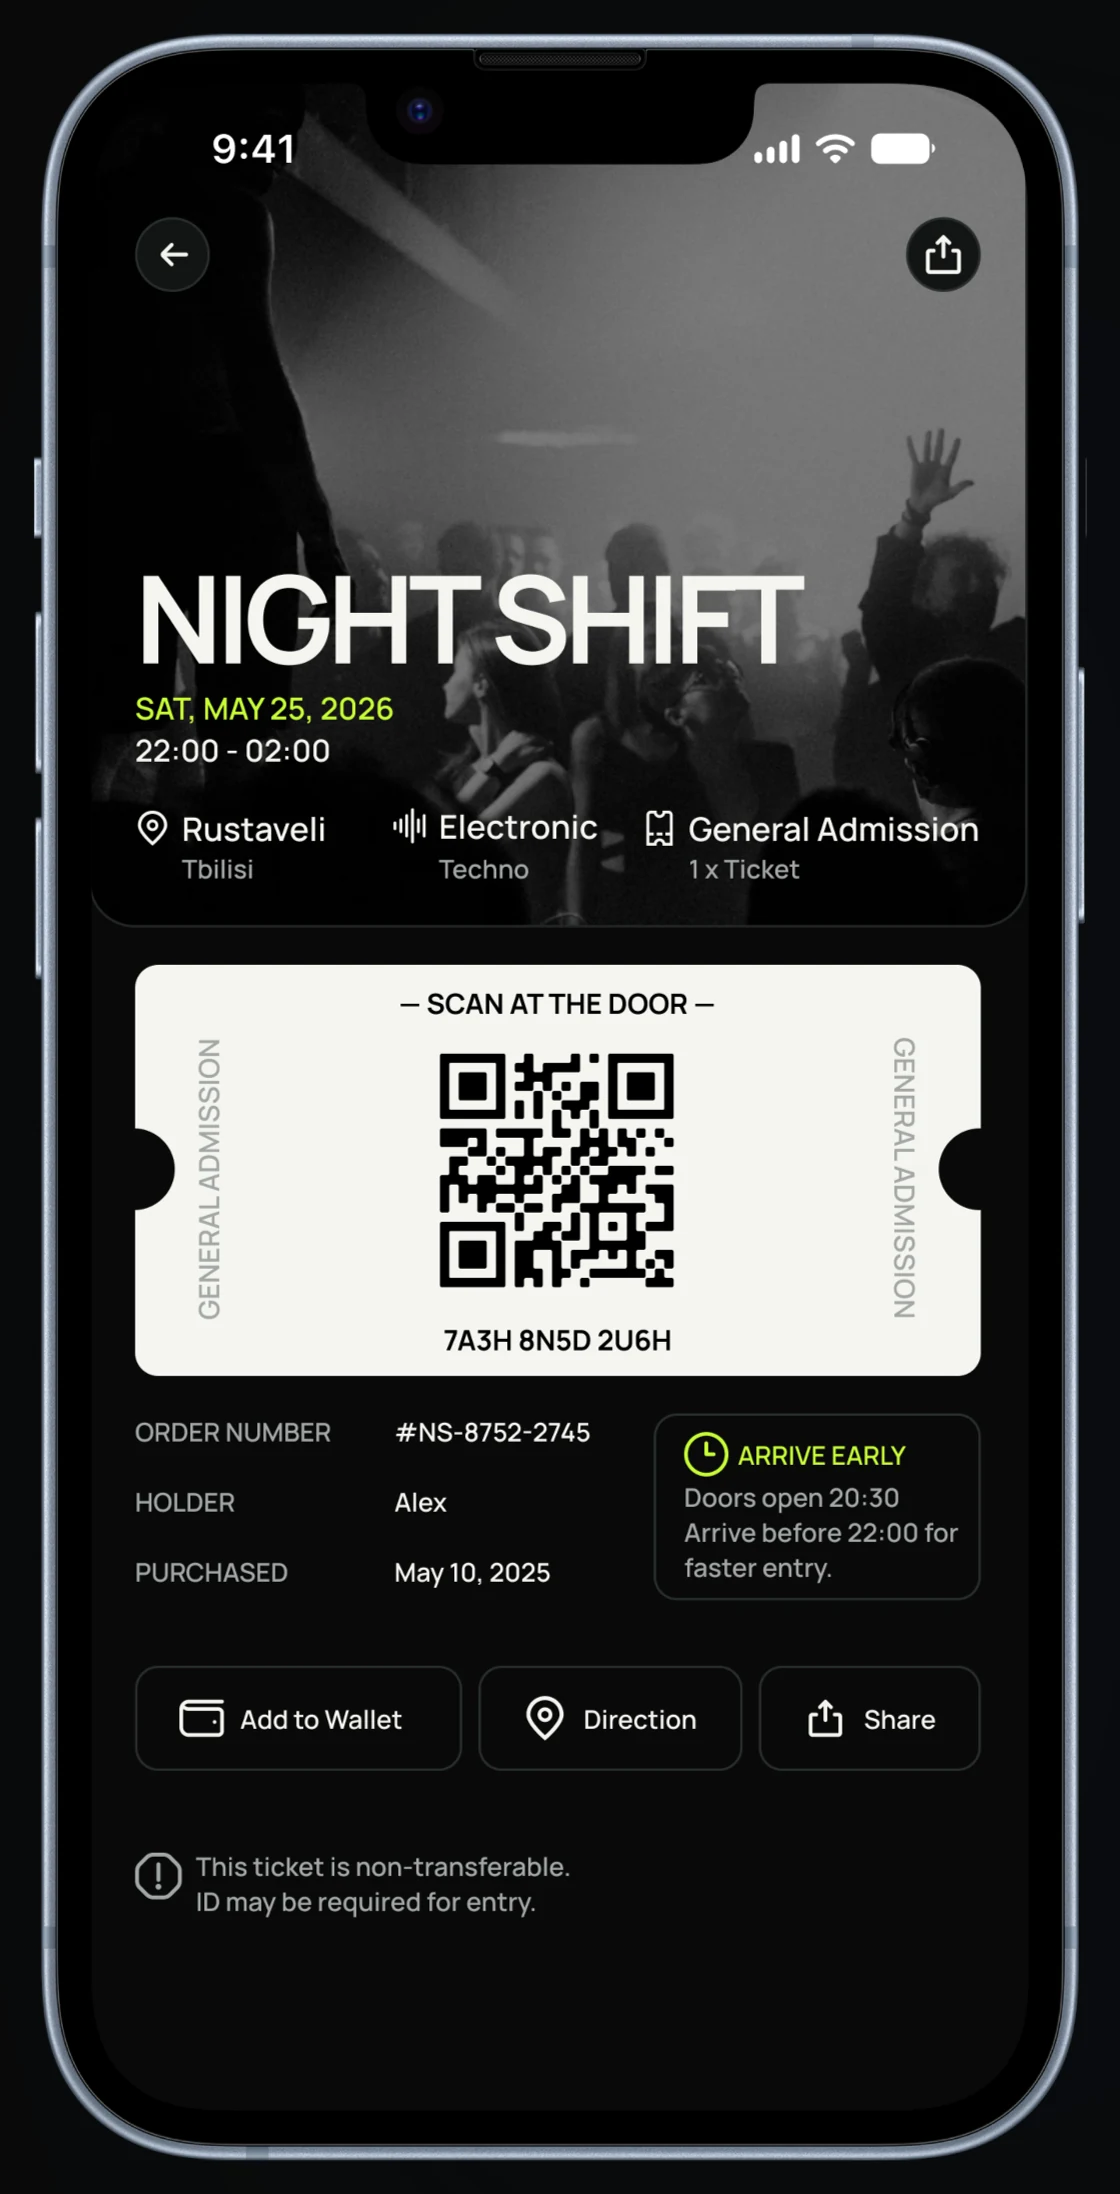 9:41
NIGHT SHIFT
SAT, MAY 25, 2026
22:00 - 02:00
Rustaveli
Tbilisi
Electronic
Techno
General Admission
1 x Ticket
— SCAN AT THE DOOR —
GENERAL ADMISSION
GENERAL ADMISSION
7A3H 8N5D 2U6H
ORDER NUMBER #NS-8752-2745
HOLDER Alex
PURCHASED May 10, 2025
ARRIVE EARLY
Doors open 20:30
Arrive before 22:00 for
faster entry.
Add to Wallet
Direction
Share
This ticket is non-transferable.
ID may be required for entry.